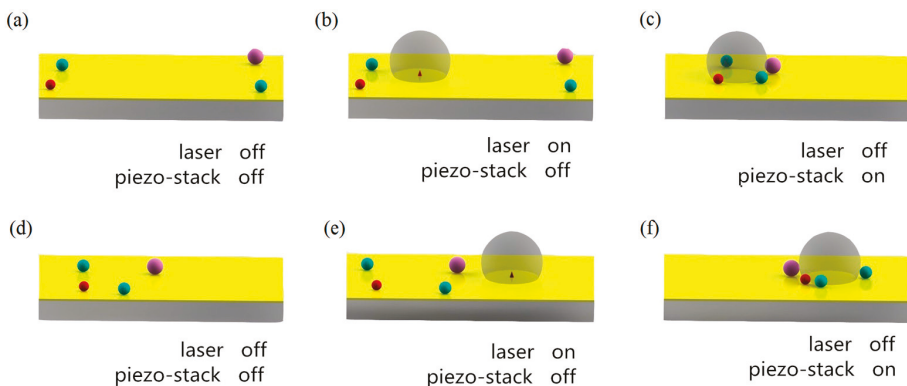 (a)
(b)
(c)
laser off
piezo-stack off
laser on
piezo-stack off
laser off
piezo-stack on
(d)
(e)
(f)
laser off
piezo-stack off
laser on
piezo-stack off
laser off
piezo-stack on